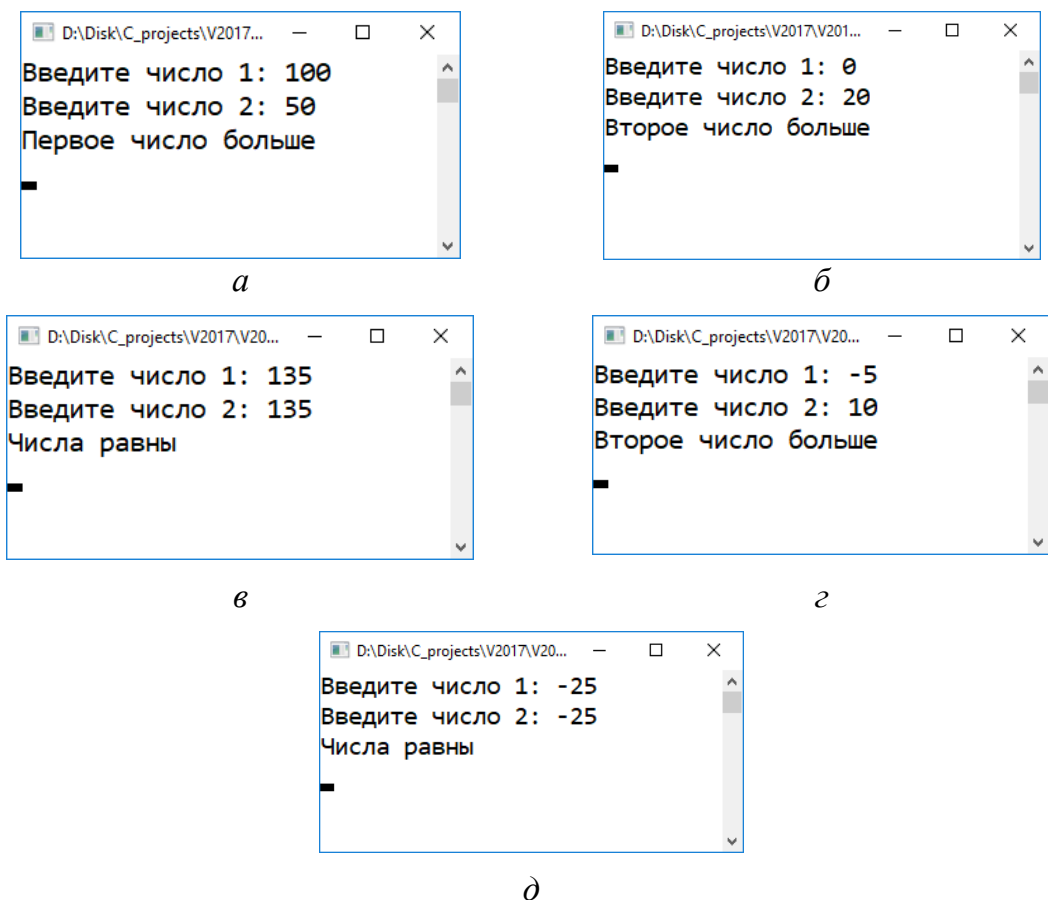 D:\Disk\C_projects\V2017...
Введите число 1: 100
Введите число 2: 50
Первое число больше
а
D:\Disk\C_projects\V2017\V201...
Введите число 1: 0
Введите число 2: 20
Второе число больше
б
D:\Disk\C_projects\V2017\V20...
Введите число 1: 135
Введите число 2: 135
Числа равны
в
D:\Disk\C_projects\V2017\V20...
Введите число 1: -5
Введите число 2: 10
Второе число больше
г
D:\Disk\C_projects\V2017\V20...
Введите число 1: -25
Введите число 2: -25
Числа равны
д